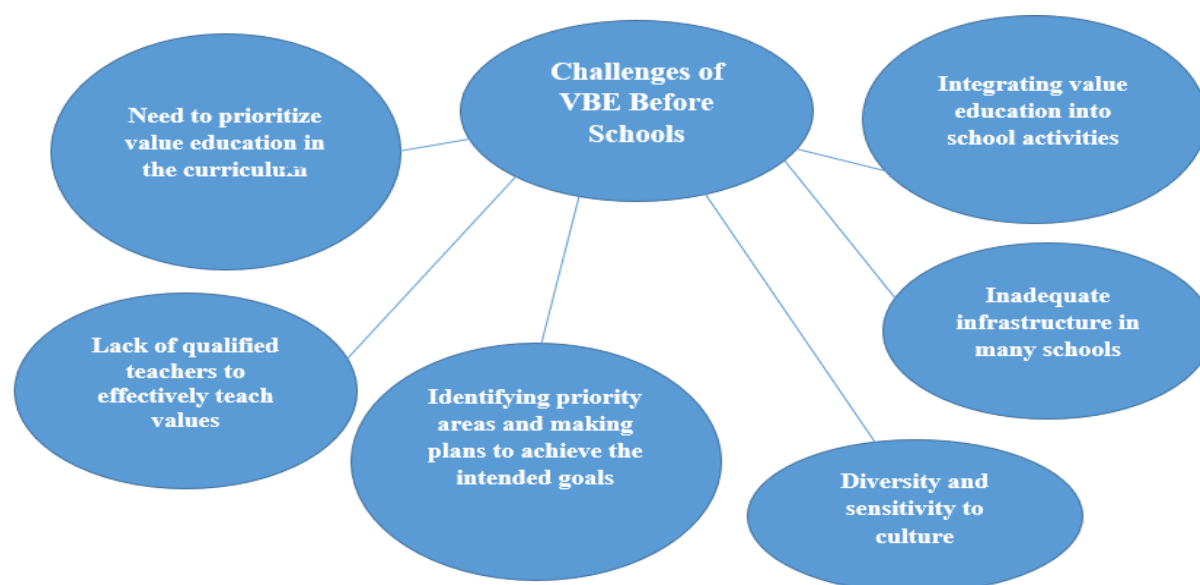 Challenges of
VBE Before
Schools
Need to prioritize
value education in
the curriculum
Integrating value
education into
school activities
Lack of qualified
teachers to
effectively teach
values
Identifying priority
areas and making
plans to achieve the
intended goals
Diversity and
sensitivity to
culture
Inadequate
infrastructure in
many schools